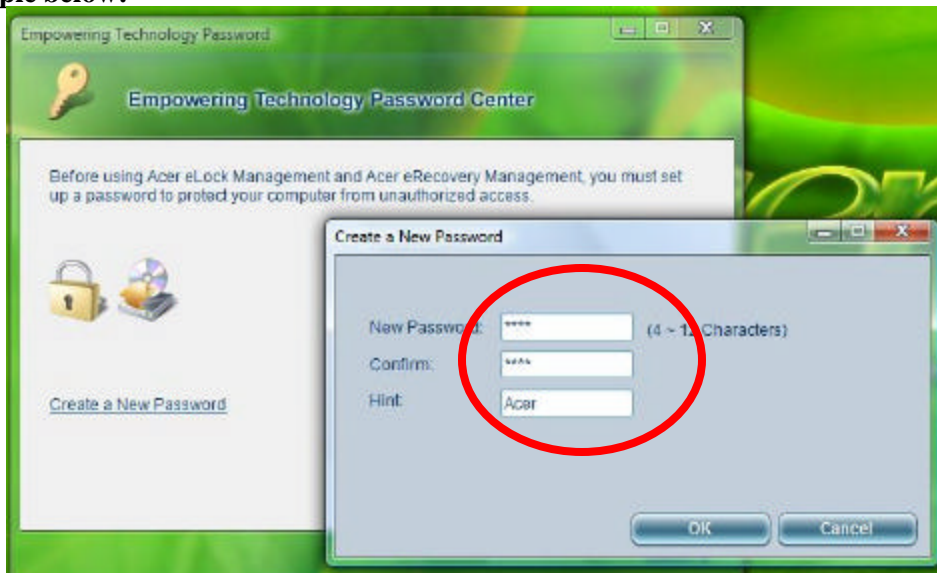 Empowering Technology Password
Empowering Technology Password Center
Before using Acer eLock Management and Acer eRecovery Management, you must set
up a password to protect your computer from unauthorized access.
Create a New Password
Create a New Password
New Password: **** (4 ~ 12 Characters)
Confirm: ****
Hint: Acer
OK Cancel